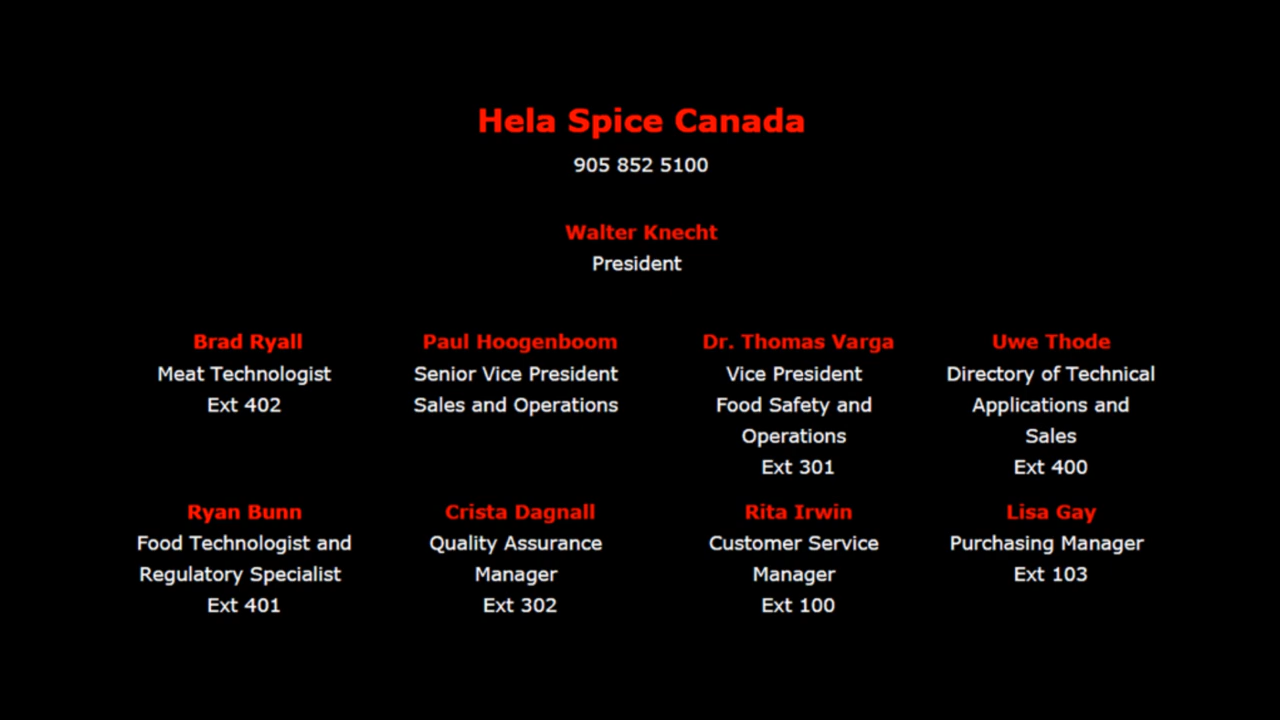 Hela Spice Canada
905 852 5100
Walter Knecht
President
Brad Ryall
Meat Technologist
Ext 402
Paul Hoogenboom
Senior Vice President
Sales and Operations
Dr. Thomas Varga
Vice President
Food Safety and
Operations
Ext 301
Uwe Thode
Directory of Technical
Applications and
Sales
Ext 400
Ryan Bunn
Food Technologist and
Regulatory Specialist
Ext 401
Crista Dagnall
Quality Assurance
Manager
Ext 302
Rita Irwin
Customer Service
Manager
Ext 100
Lisa Gay
Purchasing Manager
Ext 103